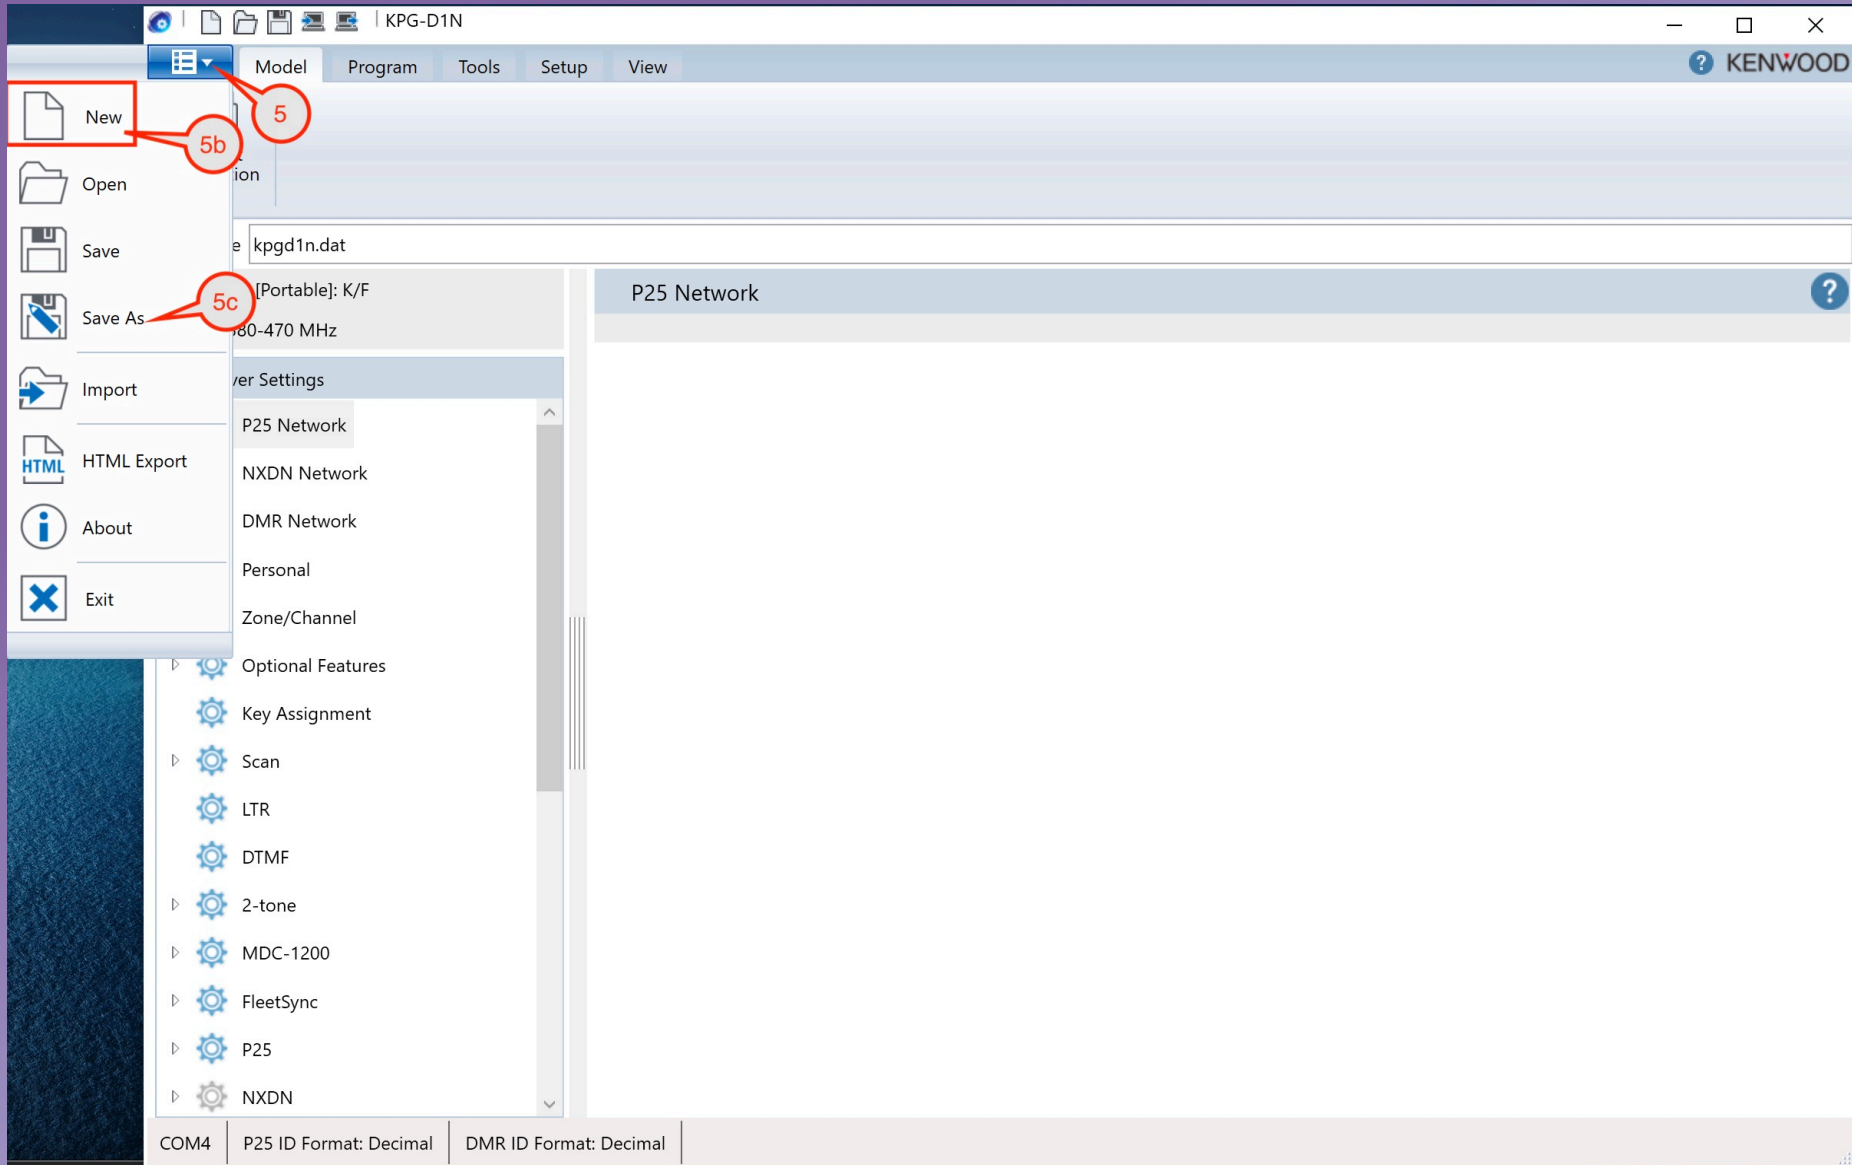 KPG-D1N
Model Program Tools Setup View
KENWOOD
New
5
5b
ion
Open
Save
e kpgd1n.dat
Save As
5c
[Portable]: K/F
P25 Network
80-470 MHz
Import
ver Settings
P25 Network
HTML
HTML Export
NXDN Network
About
DMR Network
Exit
Personal
Zone/Channel
Optional Features
Key Assignment
Scan
LTR
DTMF
2-tone
MDC-1200
FleetSync
P25
NXDN
COM4 P25 ID Format: Decimal DMR ID Format: Decimal